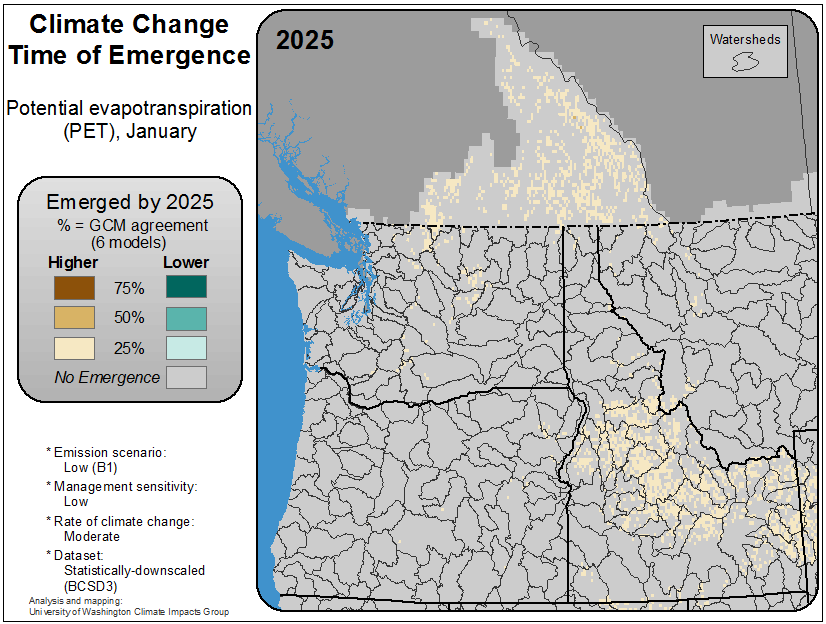 Climate Change
Time of Emergence
Potential evapotranspiration
(PET), January
Emerged by 2025
% = GCM agreement
(6 models)
Higher Lower
75%
50%
25%
No Emergence
* Emission scenario:
Low (B1)
* Management sensitivity:
Low
* Rate of climate change:
Moderate
* Dataset:
Statistically-downscaled
(BCSD3)
Analysis and mapping:
University of Washington Climate Impacts Group
2025
Watersheds